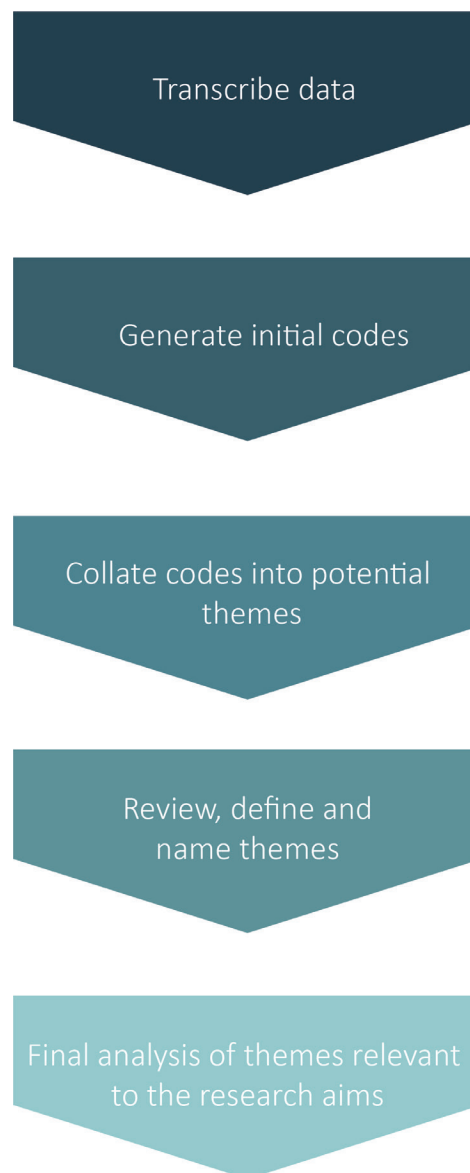 Transcribe data
Generate initial codes
Collate codes into potential
themes
Review, define and
name themes
Final analysis of themes relevant
to the research aims